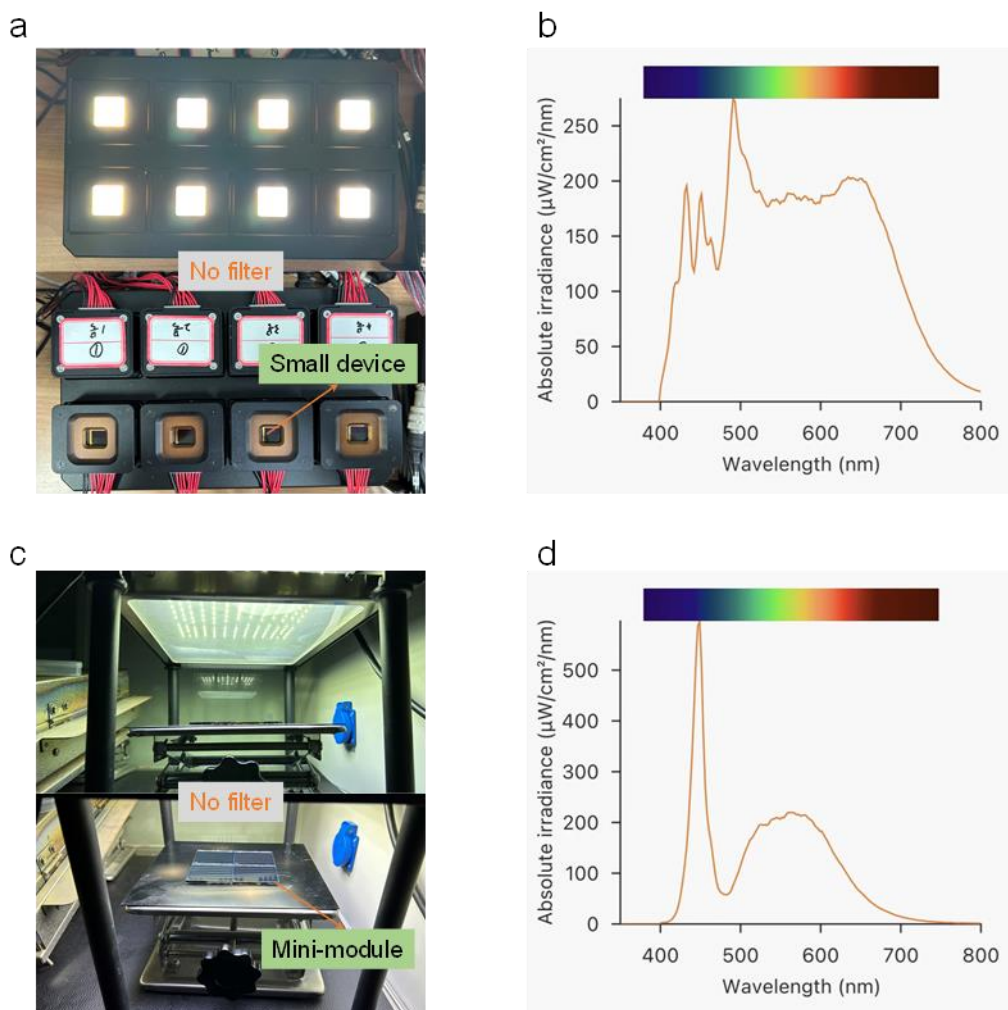 a
No filter
Small device
b
250
200
150
100
50
0
400 500 600 700 800
Wavelength (nm)
Absolute irradiance (µW/cm²/nm)
c
No filter
Mini-module
d
500
400
300
200
100
0
400 500 600 700 800
Wavelength (nm)
Absolute irradiance (µW/cm²/nm)